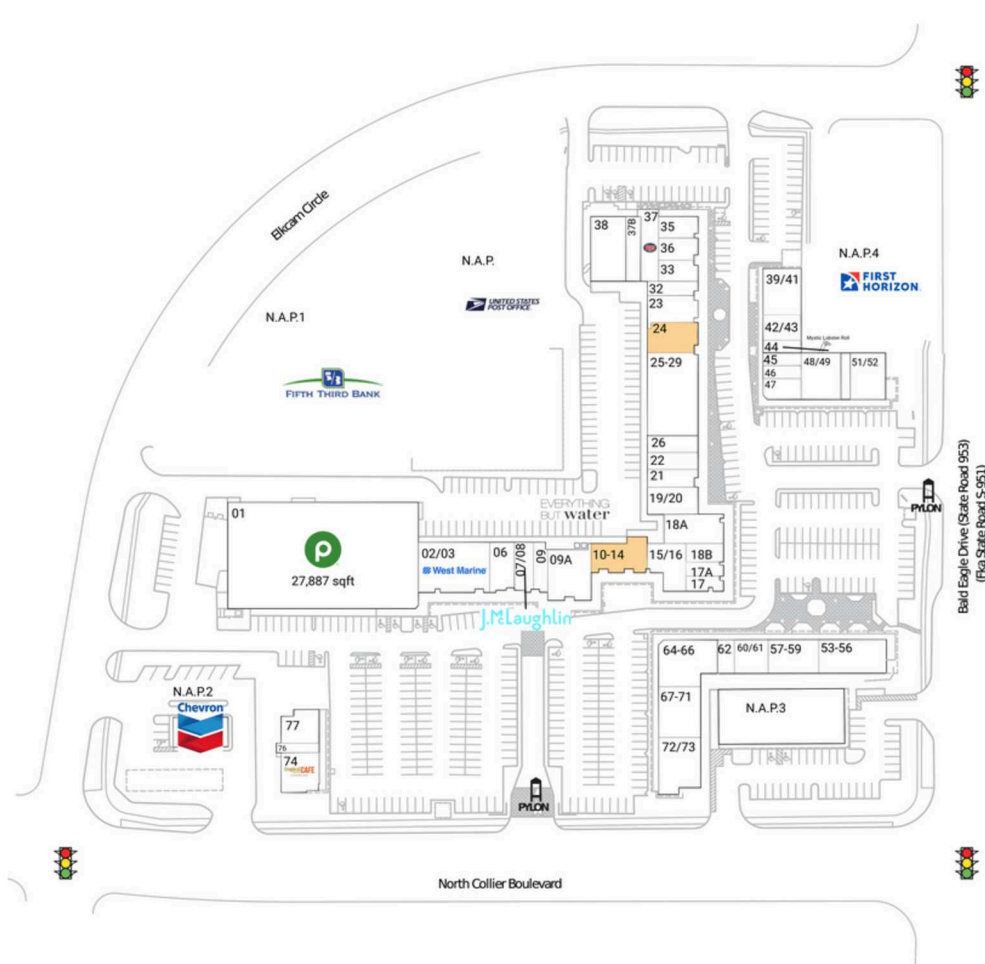 Elkcam Circle
N.A.P.
UNITED STATES
POST OFFICE
N.A.P.1
FIFTH THIRD BANK
38
37B
37
35
36
33
32
23
24
25-29
26
22
21
19/20
18A
N.A.P.4
FIRST
HORIZON
39/41
42/43
44
Mystic Lobster Roll
45
46
47
48/49
51/52
EVERYTHING
BUT water
01
P
27,887 sqft
02/03
West Marine
06
07/08
09
09A
10-14
15/16
18B
17A
17
J.McLaughlin
PYLON
Bald Eagle Drive (State Road 953)
(Fka State Road S-951)
64-66
62
60/61
57-59
53-56
67-71
72/73
N.A.P.3
N.A.P.2
Chevron
77
76
74
CAFE
PYLON
North Collier Boulevard